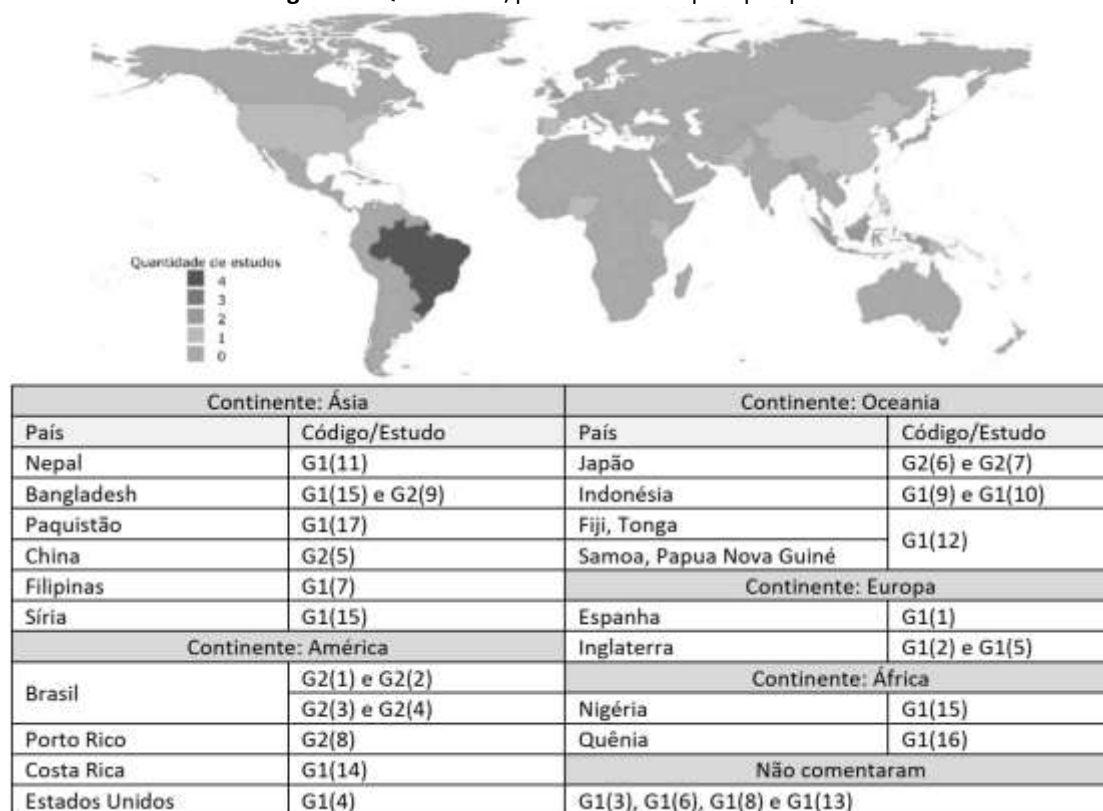 Quantidade de estudos
4
3
2
1
0
Continente: Ásia
País Código/Estudo
Nepal G1(11)
Bangladesh G1(15) e G2(9)
Paquistão G1(17)
China G2(5)
Filipinas G1(7)
Síria G1(15)
Continente: América
Brasil G2(1) e G2(2)
G2(3) e G2(4)
Porto Rico G2(8)
Costa Rica G1(14)
Estados Unidos G1(4)
Continente: Oceania
País Código/Estudo
Japão G2(6) e G2(7)
Indonésia G1(9) e G1(10)
Fiji, Tonga G1(12)
Samoa, Papua Nova Guiné
Continente: Europa
Espanha G1(1)
Inglaterra G1(2) e G1(5)
Continente: África
Nigéria G1(15)
Quênia G1(16)
Não comentaram
G1(3), G1(6), G1(8) e G1(13)